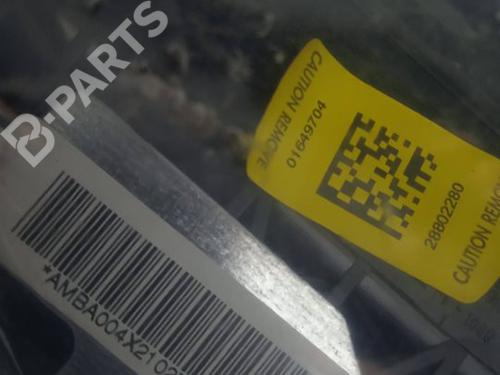 B-PARTS
CAUTION REMOVE
01649704
28802280
CAUTION REMO
*AMBA004X2102